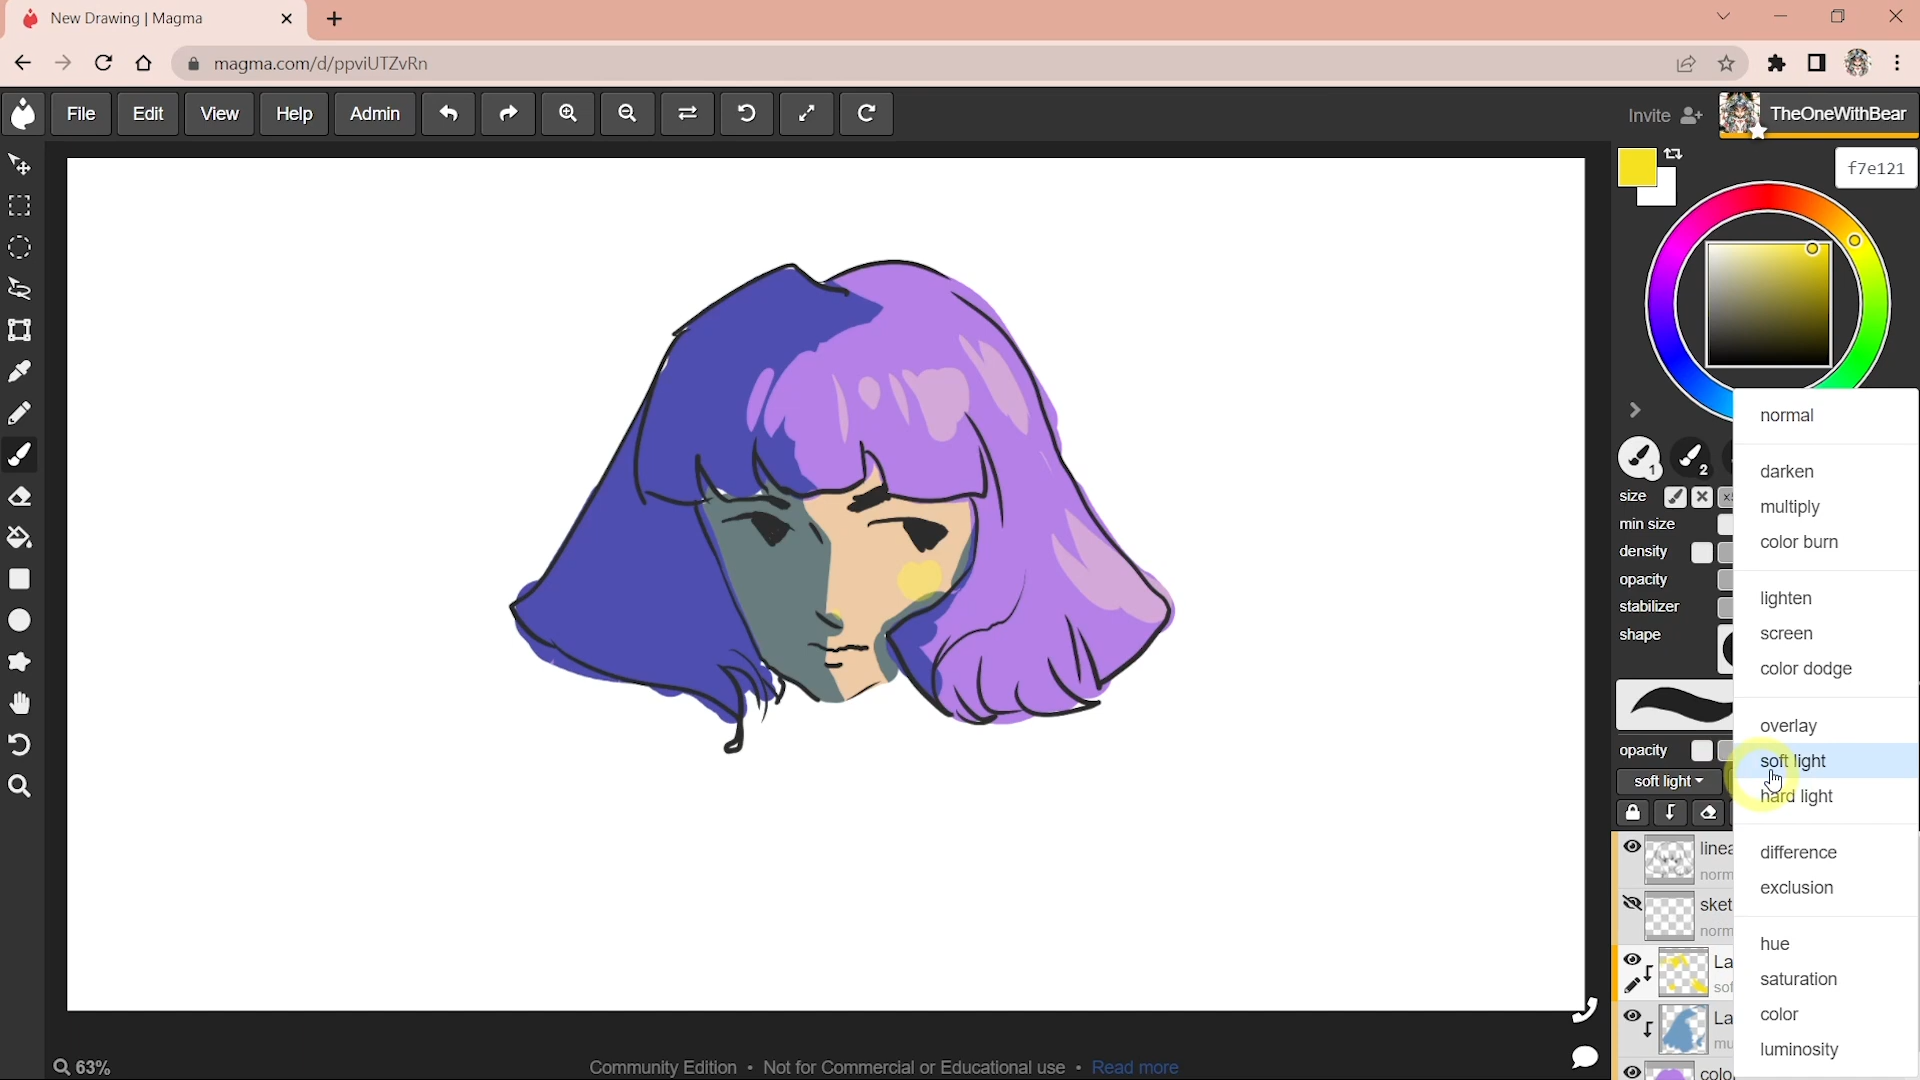 New Drawing | Magma
magma.com/d/ppviUTZvRn
File Edit View Help Admin
Invite TheOneWithBear
f7e121
1 2
size
min size
density
opacity
stabilizer
shape
opacity
soft light
normal
darken
multiply
color burn
lighten
screen
color dodge
overlay
soft light
hard light
difference
exclusion
hue
saturation
color
luminosity
linea
norm
sket
norm
La
sof
La
mu
colo
63%
Community Edition • Not for Commercial or Educational use • Read more